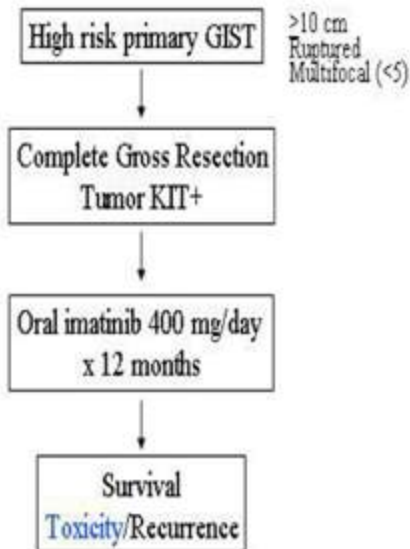 High risk primary GIST
>10 cm
Ruptured
Multifocal (<5)
Complete Gross Resection
Tumor KIT+
Oral imatinib 400 mg/day
x 12 months
Survival
Toxicity/Recurrence